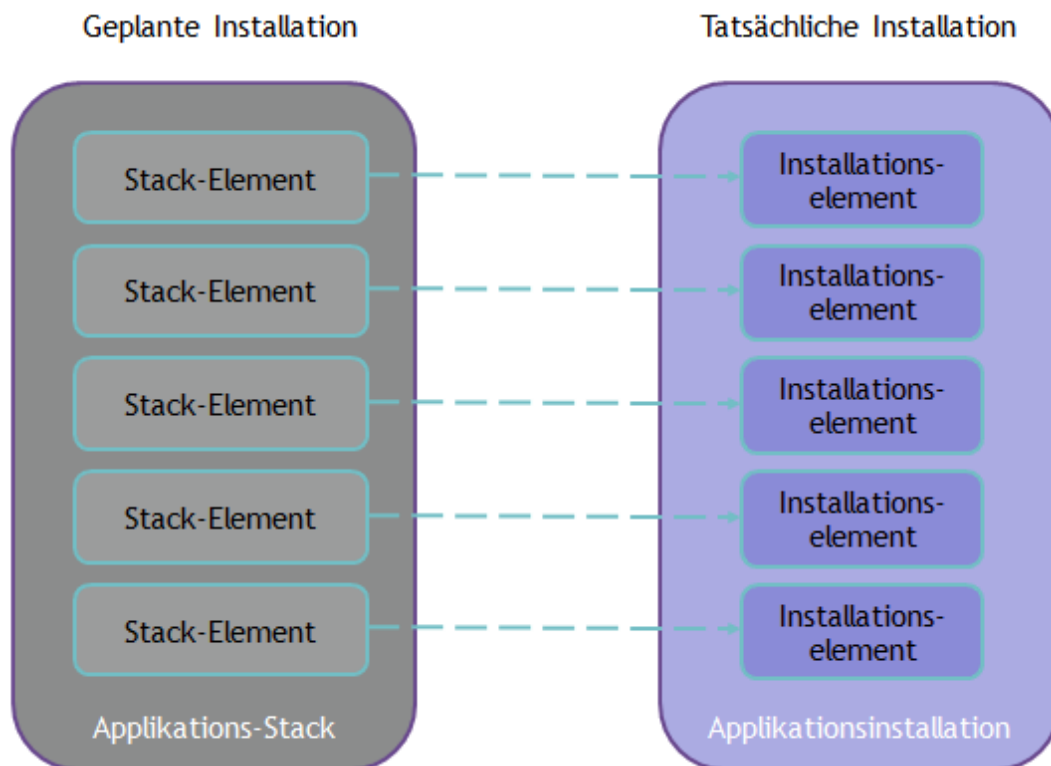 Geplante Installation
Tatsächliche Installation
Stack-Element
Installations-
element
Stack-Element
Installations-
element
Stack-Element
Installations-
element
Stack-Element
Installations-
element
Stack-Element
Installations-
element
Applikations-Stack
Applikationsinstallation